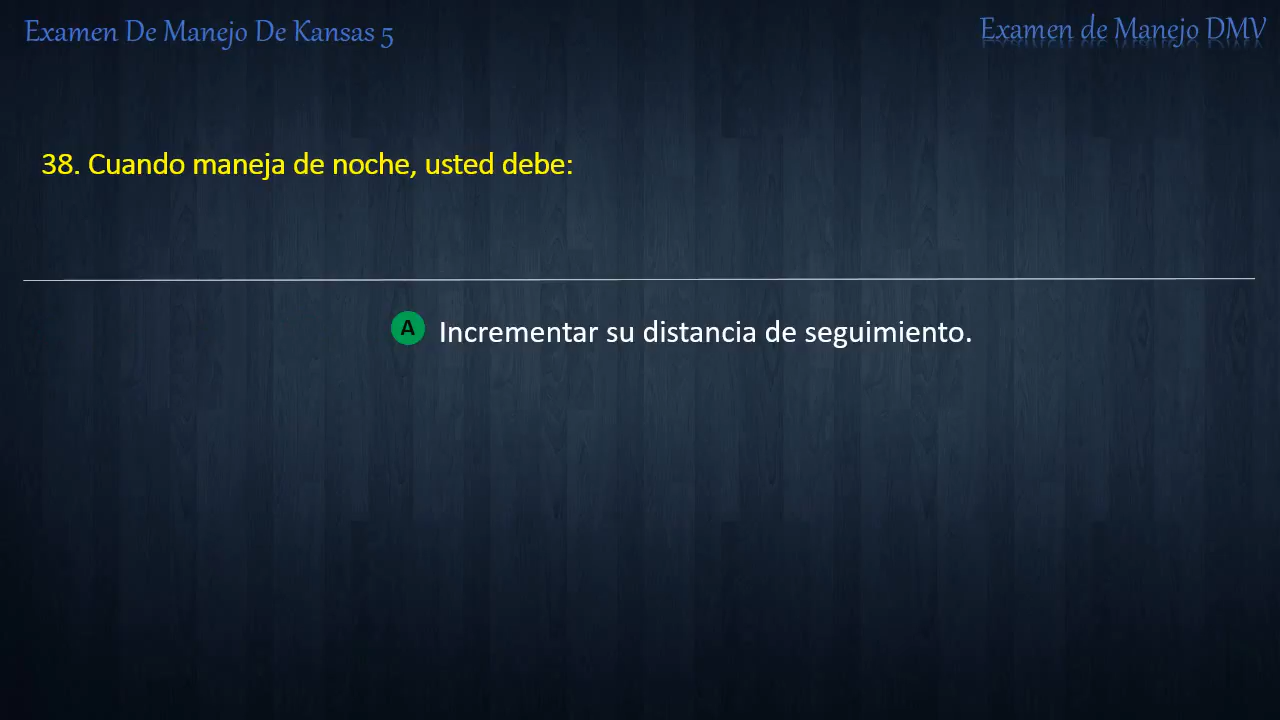 Examen De Manejo De Kansas 5
Examen de Manejo DMV
38. Cuando maneja de noche, usted debe:
A Incrementar su distancia de seguimiento.